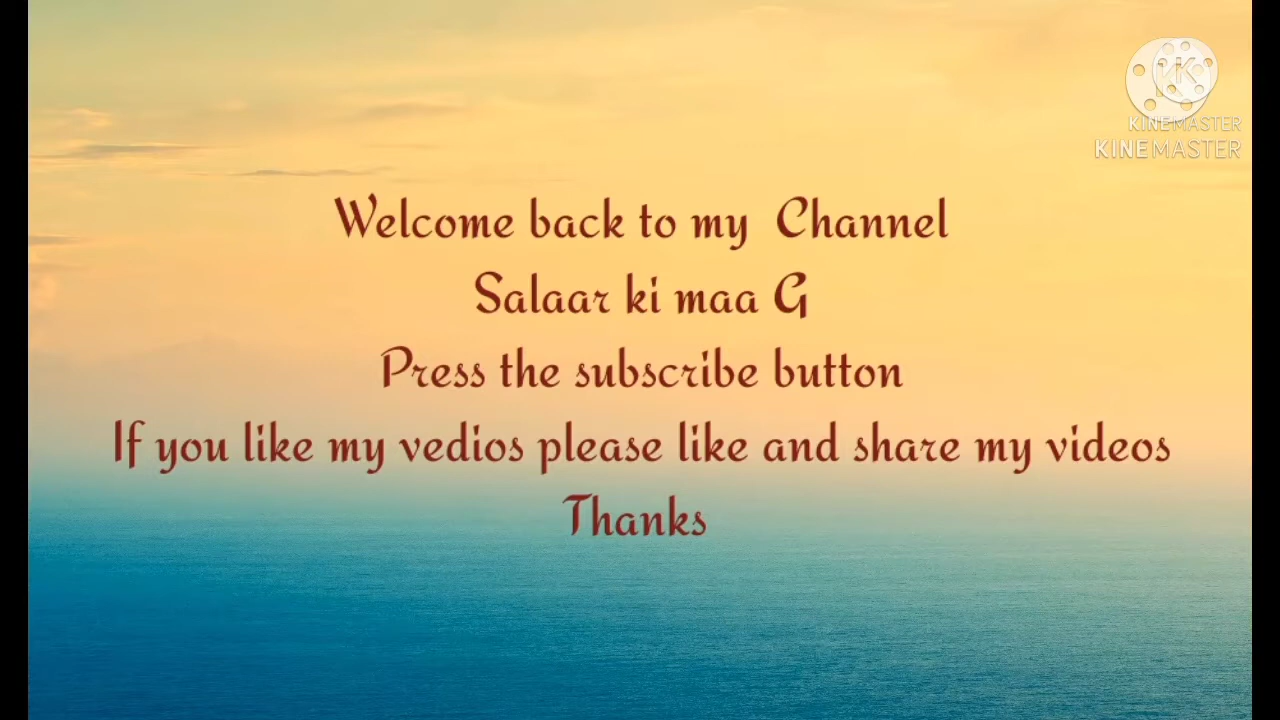 KINEMASTER
KINEMASTER
Welcome back to my Channel
Salaar ki maa G
Press the subscribe button
If you like my vedios please like and share my videos
Thanks